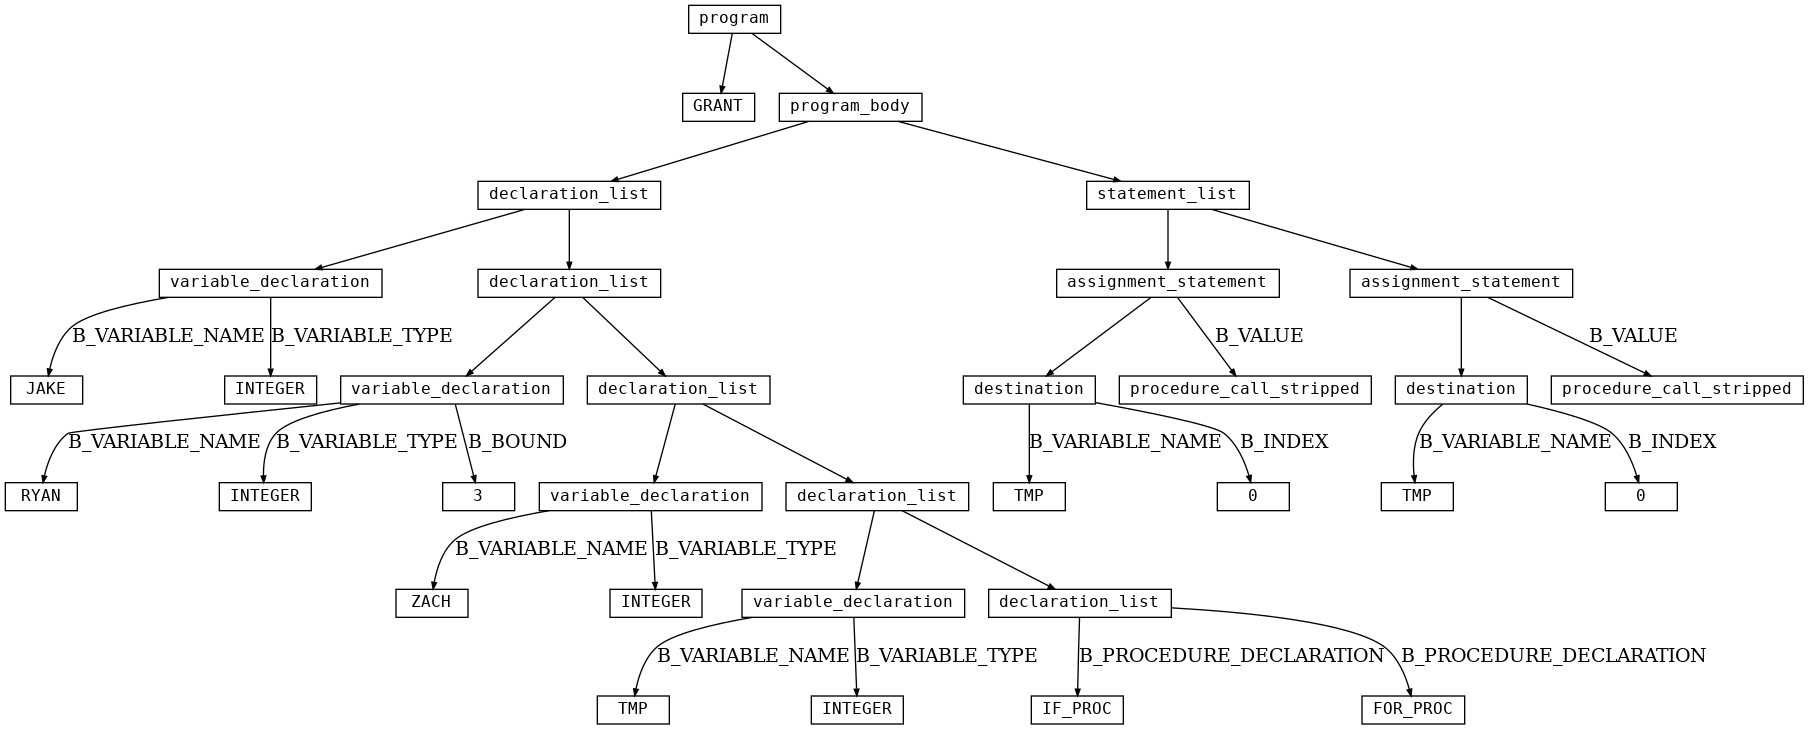 program
GRANT program_body
declaration_list statement_list
variable_declaration declaration_list assignment_statement assignment_statement
B_VARIABLE_NAME B_VARIABLE_TYPE B_VALUE B_VALUE
JAKE INTEGER variable_declaration declaration_list destination procedure_call_stripped destination procedure_call_stripped
B_VARIABLE_NAME B_VARIABLE_TYPE B_BOUND B_VARIABLE_NAME B_INDEX B_VARIABLE_NAME B_INDEX
RYAN INTEGER 3 variable_declaration declaration_list TMP 0 TMP 0
B_VARIABLE_NAME B_VARIABLE_TYPE
ZACH INTEGER variable_declaration declaration_list
B_VARIABLE_NAME B_VARIABLE_TYPE B_PROCEDURE_DECLARATION B_PROCEDURE_DECLARATION
TMP INTEGER IF_PROC FOR_PROC